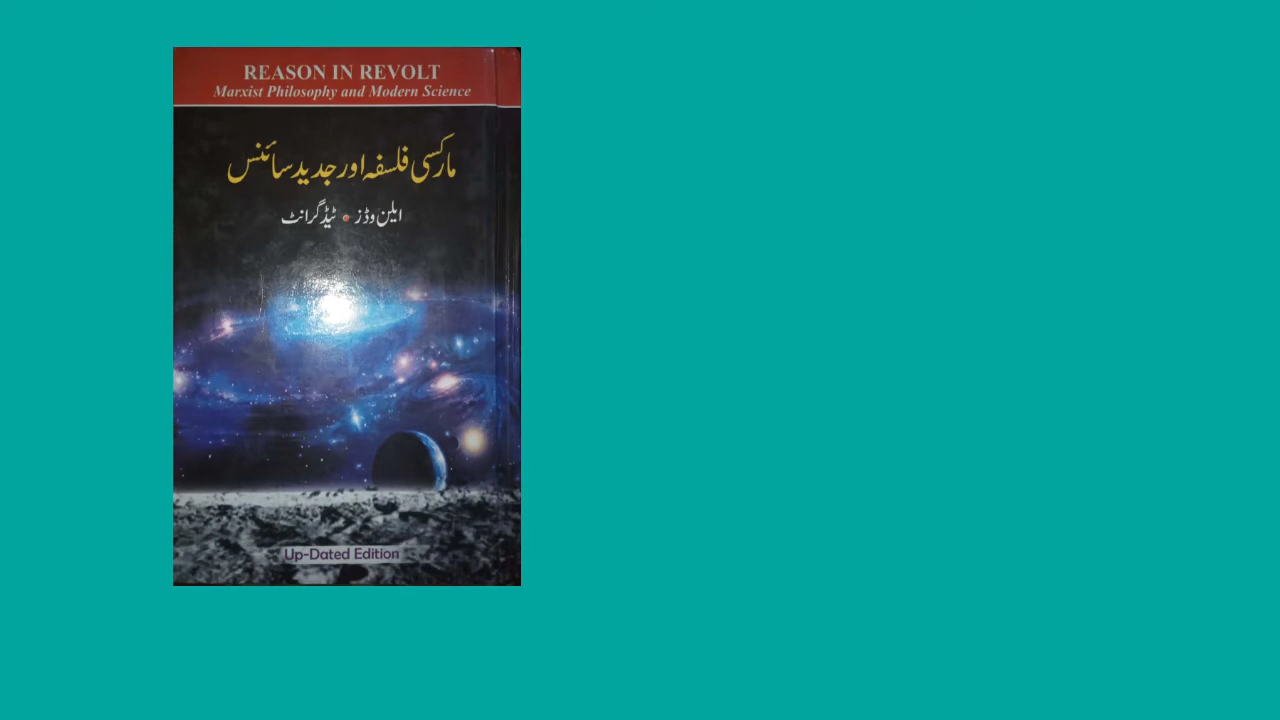 REASON IN REVOLT
Marxist Philosophy and Modern Science
مارکسی فلسفہ اور جدید سائنس
ایلن وڈز • ٹیڈ گرانٹ
Up-Dated Edition